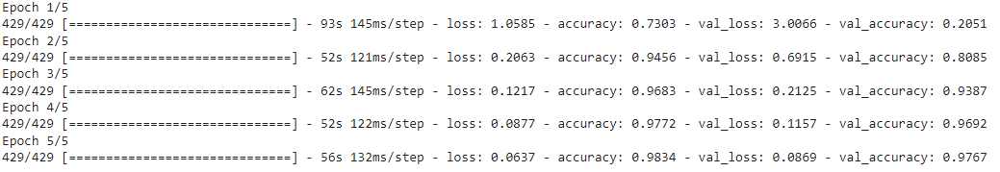 Epoch 1/5
429/429 [==============================] - 93s 145ms/step - loss: 1.0585 - accuracy: 0.7303 - val_loss: 3.0066 - val_accuracy: 0.2051
Epoch 2/5
429/429 [==============================] - 52s 121ms/step - loss: 0.2063 - accuracy: 0.9456 - val_loss: 0.6915 - val_accuracy: 0.8085
Epoch 3/5
429/429 [==============================] - 62s 145ms/step - loss: 0.1217 - accuracy: 0.9683 - val_loss: 0.2125 - val_accuracy: 0.9387
Epoch 4/5
429/429 [==============================] - 52s 122ms/step - loss: 0.0877 - accuracy: 0.9772 - val_loss: 0.1157 - val_accuracy: 0.9692
Epoch 5/5
429/429 [==============================] - 56s 132ms/step - loss: 0.0637 - accuracy: 0.9834 - val_loss: 0.0869 - val_accuracy: 0.9767